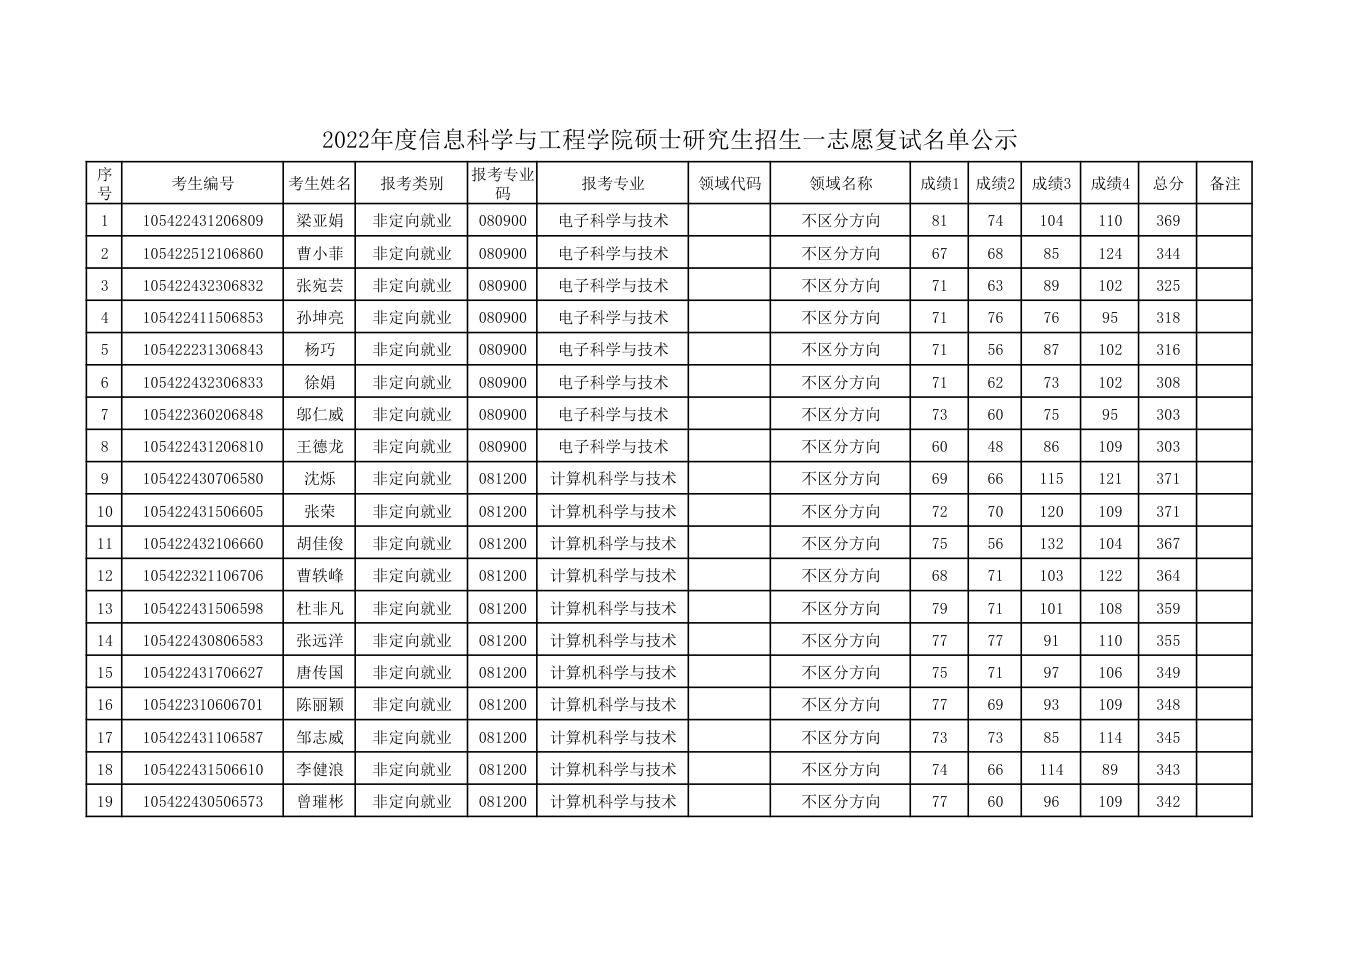 2022年度信息科学与工程学院硕士研究生招生一志愿复试名单公示
序号 考生编号 考生姓名 报考类别 报考专业码 报考专业 领域代码 领域名称 成绩1 成绩2 成绩3 成绩4 总分 备注
1 105422431206809 梁亚娟 非定向就业 080900 电子科学与技术 不区分方向 81 74 104 110 369
2 105422512106860 曹小菲 非定向就业 080900 电子科学与技术 不区分方向 67 68 85 124 344
3 105422432306832 张宛芸 非定向就业 080900 电子科学与技术 不区分方向 71 63 89 102 325
4 105422411506853 孙坤亮 非定向就业 080900 电子科学与技术 不区分方向 71 76 76 95 318
5 105422231306843 杨巧 非定向就业 080900 电子科学与技术 不区分方向 71 56 87 102 316
6 105422432306833 徐娟 非定向就业 080900 电子科学与技术 不区分方向 71 62 73 102 308
7 105422360206848 邬仁威 非定向就业 080900 电子科学与技术 不区分方向 73 60 75 95 303
8 105422431206810 王德龙 非定向就业 080900 电子科学与技术 不区分方向 60 48 86 109 303
9 105422430706580 沈烁 非定向就业 081200 计算机科学与技术 不区分方向 69 66 115 121 371
10 105422431506605 张荣 非定向就业 081200 计算机科学与技术 不区分方向 72 70 120 109 371
11 105422432106660 胡佳俊 非定向就业 081200 计算机科学与技术 不区分方向 75 56 132 104 367
12 105422321106706 曹轶峰 非定向就业 081200 计算机科学与技术 不区分方向 68 71 103 122 364
13 105422431506598 杜非凡 非定向就业 081200 计算机科学与技术 不区分方向 79 71 101 108 359
14 105422430806583 张远洋 非定向就业 081200 计算机科学与技术 不区分方向 77 77 91 110 355
15 105422431706627 唐传国 非定向就业 081200 计算机科学与技术 不区分方向 75 71 97 106 349
16 105422310606701 陈丽颖 非定向就业 081200 计算机科学与技术 不区分方向 77 69 93 109 348
17 105422431106587 邹志威 非定向就业 081200 计算机科学与技术 不区分方向 73 73 85 114 345
18 105422431506610 李健浪 非定向就业 081200 计算机科学与技术 不区分方向 74 66 114 89 343
19 105422430506573 曾璀彬 非定向就业 081200 计算机科学与技术 不区分方向 77 60 96 109 342